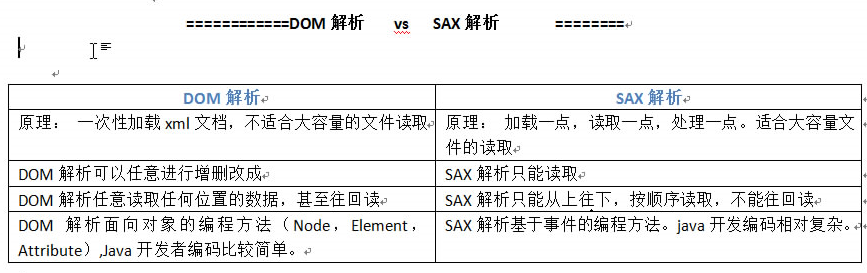 ============DOM 解析 vs SAX 解析 ========
DOM 解析
SAX 解析
原理： 一次性加载 xml 文档，不适合大容量的文件读取
原理： 加载一点，读取一点，处理一点。适合大容量文
件的读取
DOM 解析可以任意进行增删改成
SAX 解析只能读取
DOM 解析任意读取任何位置的数据，甚至往回读
SAX 解析只能从上往下，按顺序读取，不能往回读
DOM 解析面向对象的编程方法（Node，Element，
Attribute）,Java 开发者编码比较简单。
SAX 解析基于事件的编程方法。java 开发编码相对复杂。